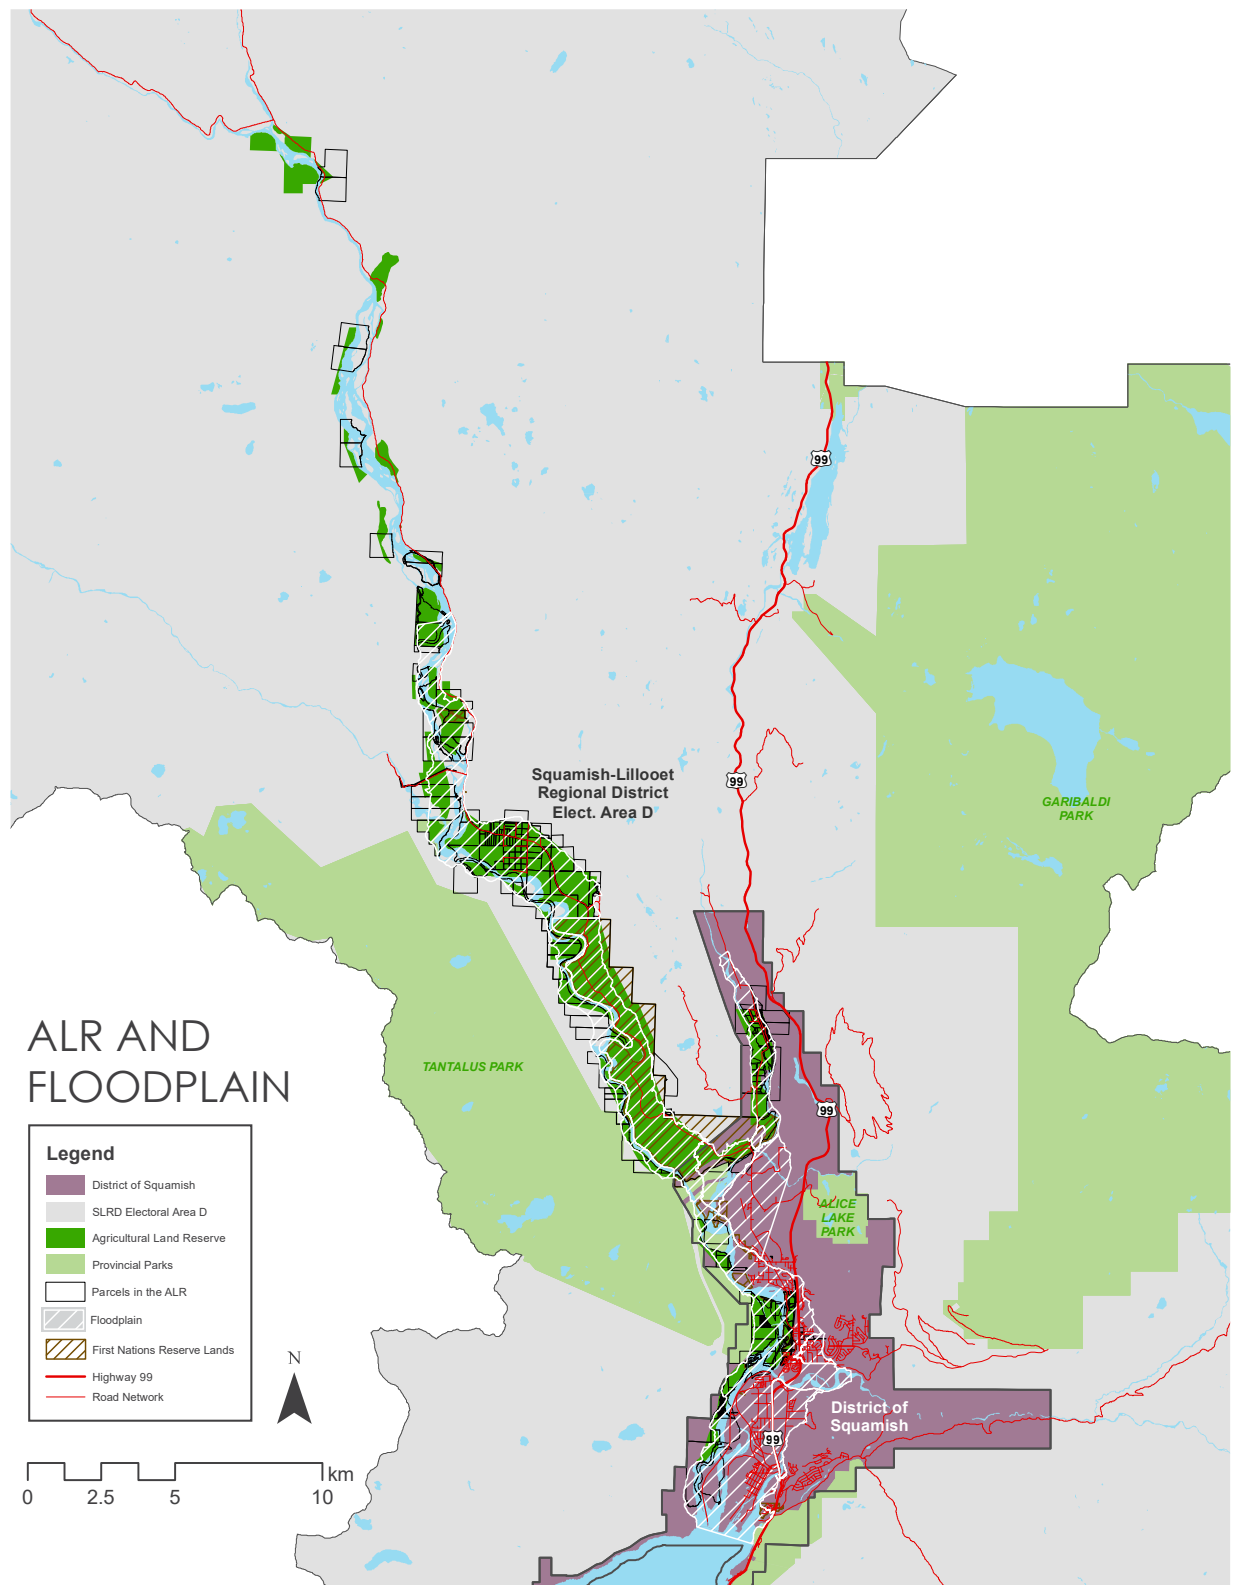 99
Squamish-Lillooet
Regional District
Elect. Area D
99
GARIBALDI
PARK
ALR AND
FLOODPLAIN
TANTALUS PARK
99
ALICE
LAKE
PARK
Legend
District of Squamish
SLRD Electoral Area D
Agricultural Land Reserve
Provincial Parks
Parcels in the ALR
Floodplain
First Nations Reserve Lands
Highway 99
Road Network
N
District of
Squamish
99
km
0 2.5 5 10